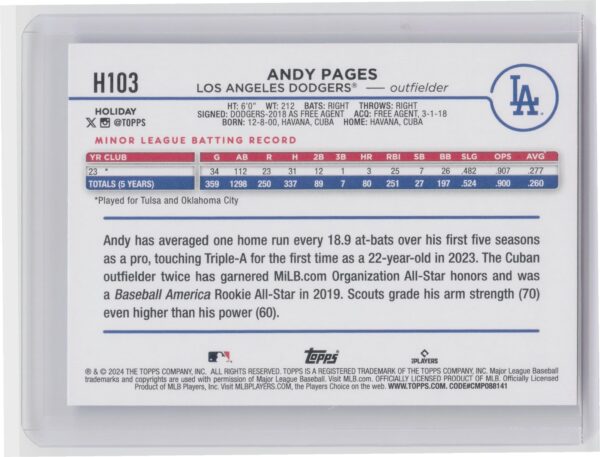 H103
ANDY PAGES
LOS ANGELES DODGERS® — outfielder
LA
HOLIDAY
X @TOPPS
HT: 6'0" WT: 212 BATS: RIGHT THROWS: RIGHT
SIGNED: DODGERS-2018 AS FREE AGENT ACQ: FREE AGENT, 3-1-18
BORN: 12-8-00, HAVANA, CUBA HOME: HAVANA, CUBA
MINOR LEAGUE BATTING RECORD
YR CLUB G AB R H 2B 3B HR RBI SB BB SLG OPS AVG
23 * 34 112 23 31 12 1 3 25 7 26 .482 .907 .277
TOTALS (5 YEARS) 359 1298 250 337 89 7 80 251 27 197 .524 .900 .260
*Played for Tulsa and Oklahoma City
Andy has averaged one home run every 18.9 at-bats over his first five seasons
as a pro, touching Triple-A for the first time as a 22-year-old in 2023. The Cuban
outfielder twice has garnered MiLB.com Organization All-Star honors and was
a Baseball America Rookie All-Star in 2019. Scouts grade his arm strength (70)
even higher than his power (60).
Topps
PLAYERS
® & © 2024 THE TOPPS COMPANY, INC. ALL RIGHTS RESERVED. TOPPS IS A REGISTERED TRADEMARK OF THE TOPPS COMPANY, INC. Major League Baseball
trademarks and copyrights are used with permission of Major League Baseball. Visit MLB.com. OFFICIALLY LICENSED PRODUCT OF MLB. Officially Licensed
Product of MLB Players, Inc. Visit MLBPLAYERS.COM, the Players Choice on the web. WWW.TOPPS.COM. CODE#CMP088141